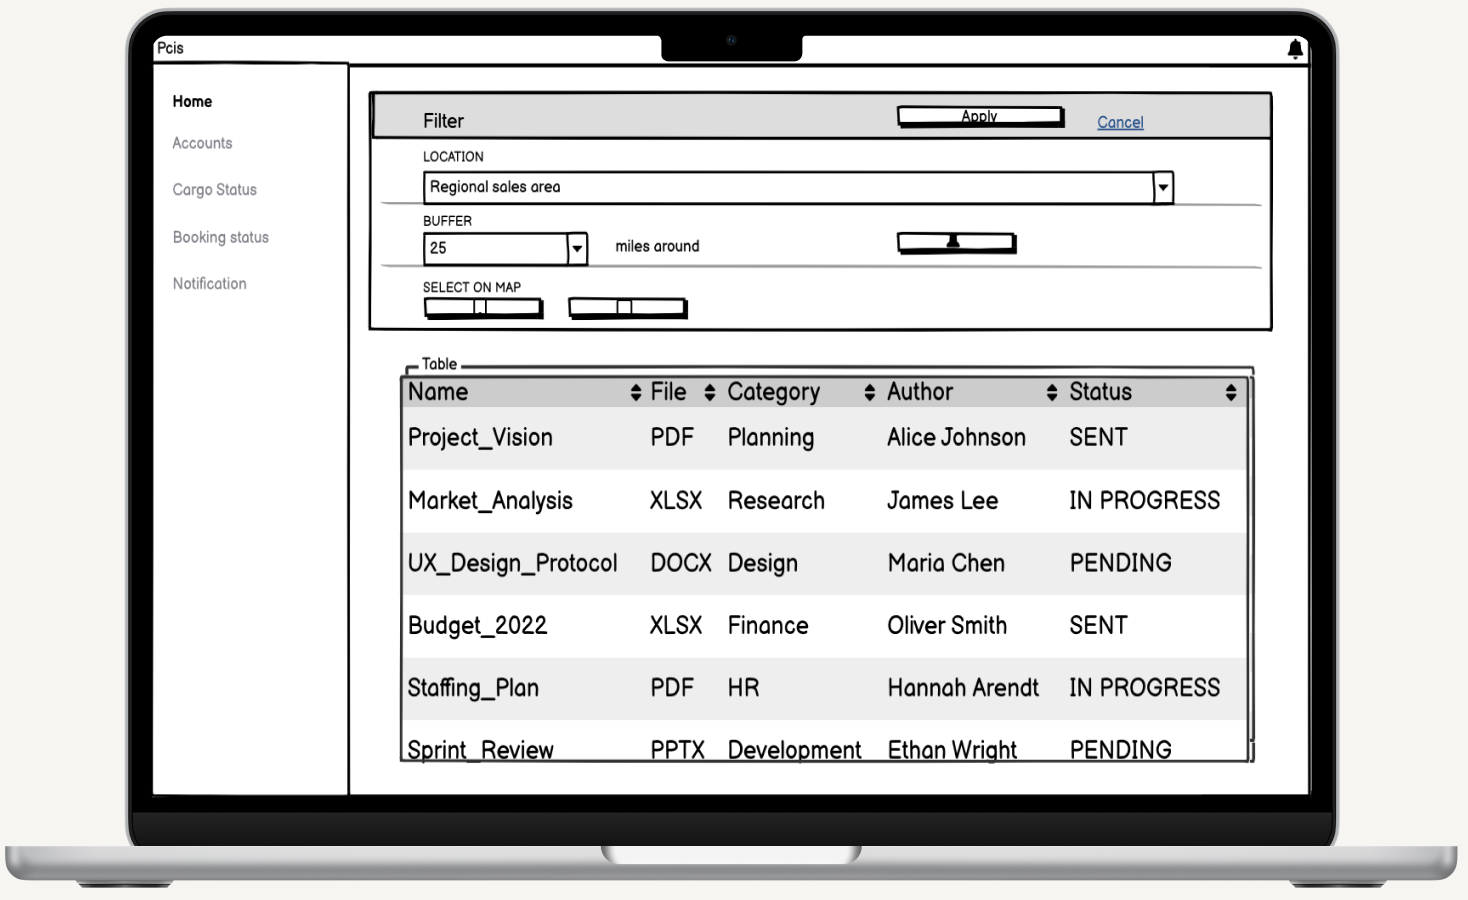 Pcis
Home
Accounts
Cargo Status
Booking status
Notification
Filter
Apply
Cancel
LOCATION
Regional sales area
BUFFER
25
miles around
SELECT ON MAP
Table
Name File Category Author Status
Project_Vision PDF Planning Alice Johnson SENT
Market_Analysis XLSX Research James Lee IN PROGRESS
UX_Design_Protocol DOCX Design Maria Chen PENDING
Budget_2022 XLSX Finance Oliver Smith SENT
Staffing_Plan PDF HR Hannah Arendt IN PROGRESS
Sprint_Review PPTX Development Ethan Wright PENDING